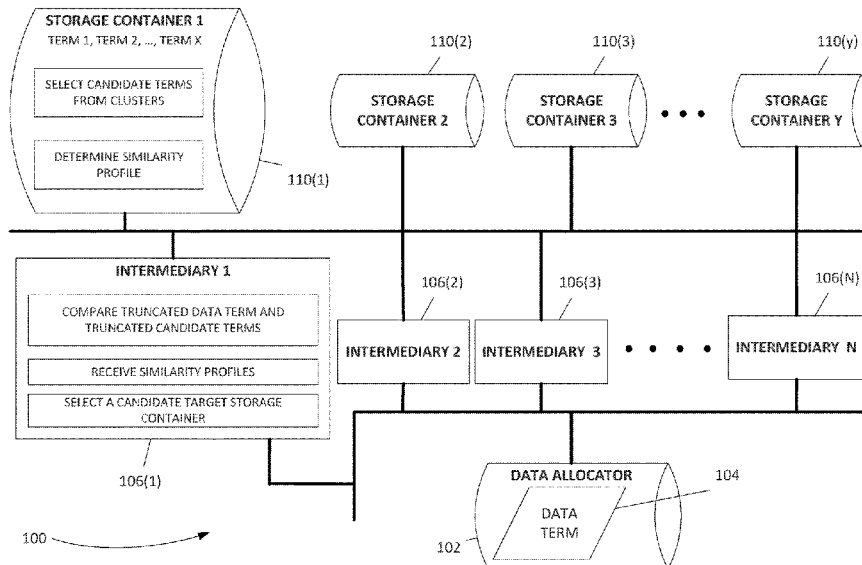 STORAGE CONTAINER 1
TERM 1, TERM 2, ..., TERM X
SELECT CANDIDATE TERMS
FROM CLUSTERS
DETERMINE SIMILARITY
PROFILE
110(1)
110(2)
STORAGE
CONTAINER 2
110(3)
STORAGE
CONTAINER 3
110(y)
STORAGE
CONTAINER Y
INTERMEDIARY 1
COMPARE TRUNCATED DATA TERM AND
TRUNCATED CANDIDATE TERMS
RECEIVE SIMILARITY PROFILES
SELECT A CANDIDATE TARGET STORAGE
CONTAINER
106(1)
106(2)
INTERMEDIARY 2
106(3)
INTERMEDIARY 3
106(N)
INTERMEDIARY N
DATA ALLOCATOR
104
DATA
TERM
102
100